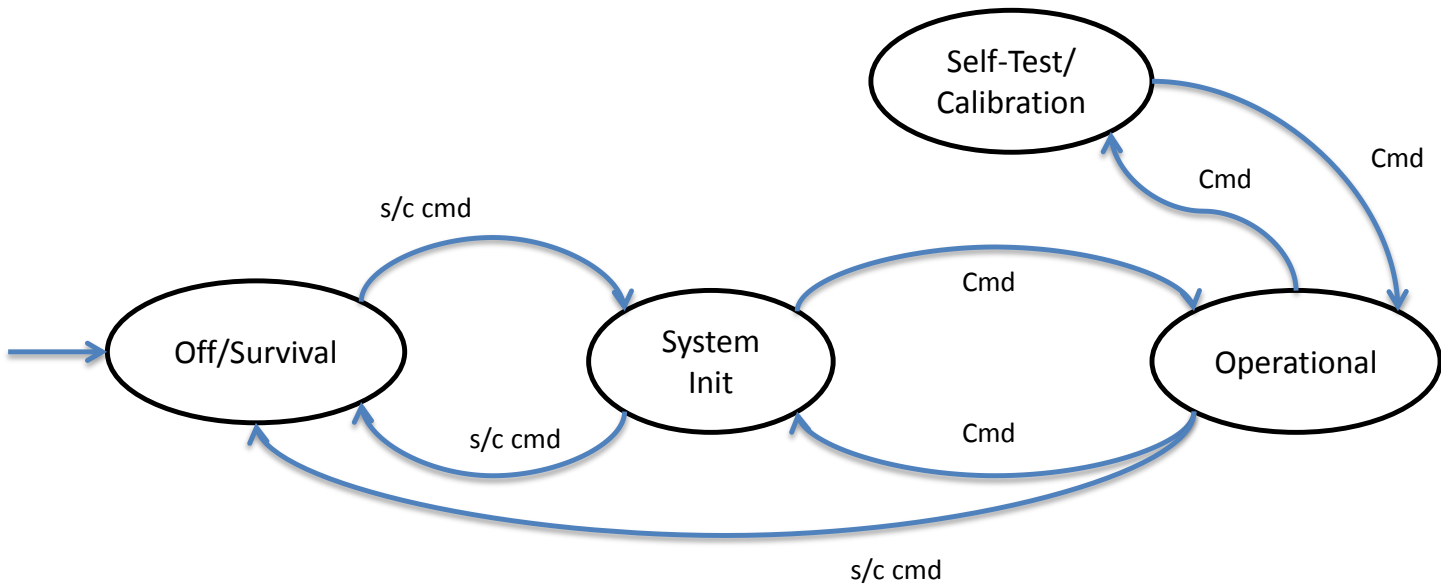 Self-Test/
Calibration
Cmd
Cmd
s/c cmd
Cmd
Off/Survival
System
Init
Operational
s/c cmd
Cmd
s/c cmd